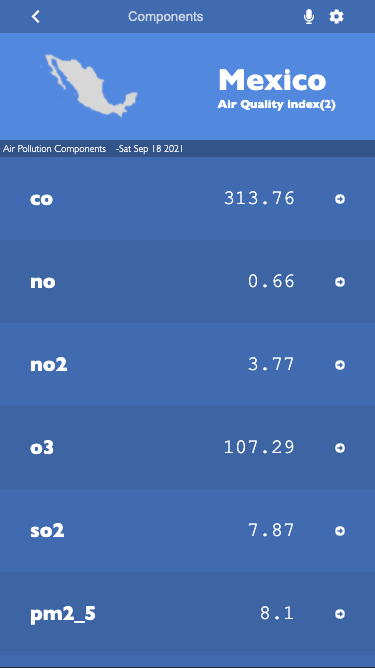 Components
Mexico
Air Quality index(2)
Air Pollution Components -Sat Sep 18 2021
co 313.76
no 0.66
no2 3.77
o3 107.29
so2 7.87
pm2_5 8.1